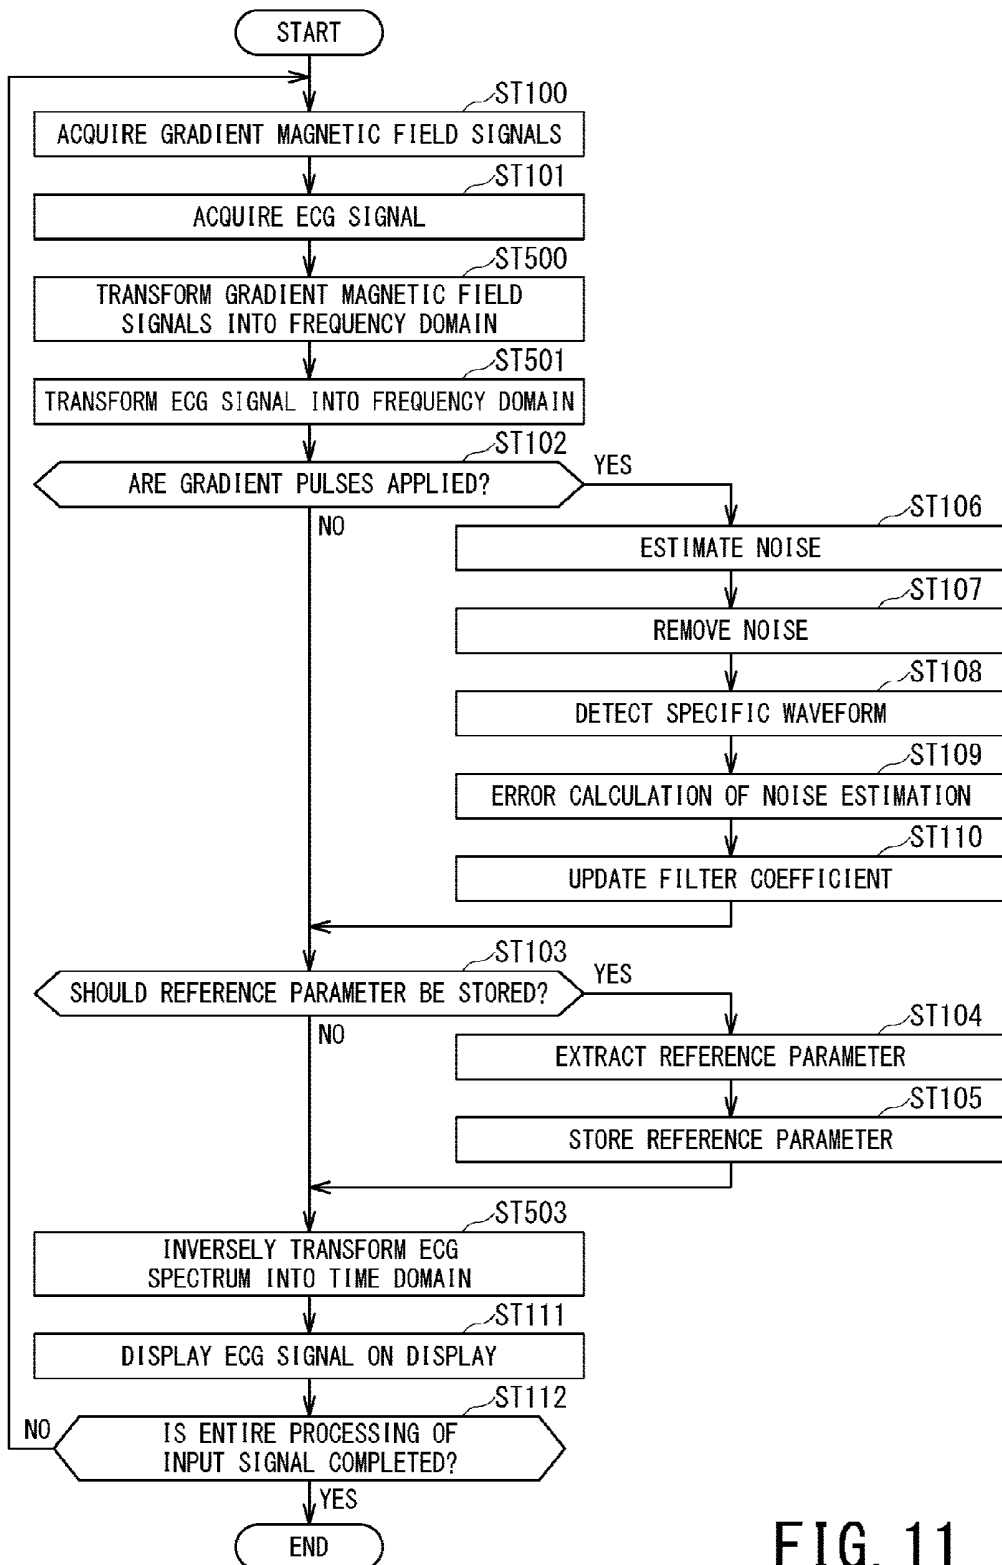 START
ST100
ACQUIRE GRADIENT MAGNETIC FIELD SIGNALS
ST101
ACQUIRE ECG SIGNAL
ST500
TRANSFORM GRADIENT MAGNETIC FIELD
SIGNALS INTO FREQUENCY DOMAIN
ST501
TRANSFORM ECG SIGNAL INTO FREQUENCY DOMAIN
ST102
ARE GRADIENT PULSES APPLIED?
YES
NO
ST106
ESTIMATE NOISE
ST107
REMOVE NOISE
ST108
DETECT SPECIFIC WAVEFORM
ST109
ERROR CALCULATION OF NOISE ESTIMATION
ST110
UPDATE FILTER COEFFICIENT
ST103
SHOULD REFERENCE PARAMETER BE STORED?
YES
NO
ST104
EXTRACT REFERENCE PARAMETER
ST105
STORE REFERENCE PARAMETER
ST503
INVERSELY TRANSFORM ECG
SPECTRUM INTO TIME DOMAIN
ST111
DISPLAY ECG SIGNAL ON DISPLAY
ST112
NO
IS ENTIRE PROCESSING OF
INPUT SIGNAL COMPLETED?
YES
END
FIG. 11